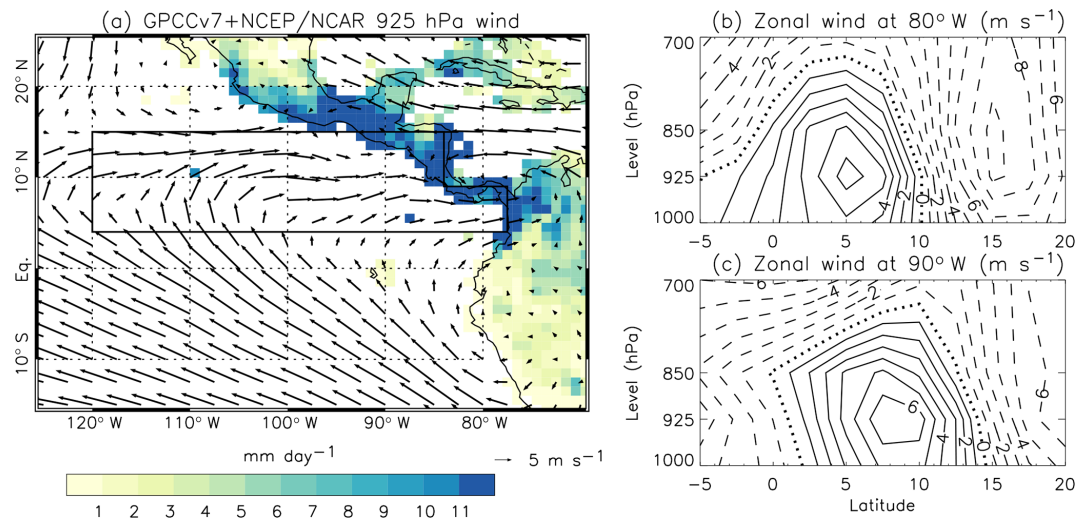 (a) GPCCv7+NCEP/NCAR 925 hPa wind
20° N
10° N
Eq.
10° S
120°W 110°W 100°W 90°W 80°W
mm day⁻¹
5 m s⁻¹
1 2 3 4 5 6 7 8 9 10 11
(b) Zonal wind at 80° W (m s⁻¹)
Level (hPa)
700
850
925
1000
-4
-2
-8
-6
4
2
0
-2
-4
-6
-5 0 5 10 15 20
(c) Zonal wind at 90° W (m s⁻¹)
Level (hPa)
700
850
925
1000
-6
-4
-2
6
4
2
0
-2
-4
-6
-6
-5 0 5 10 15 20
Latitude